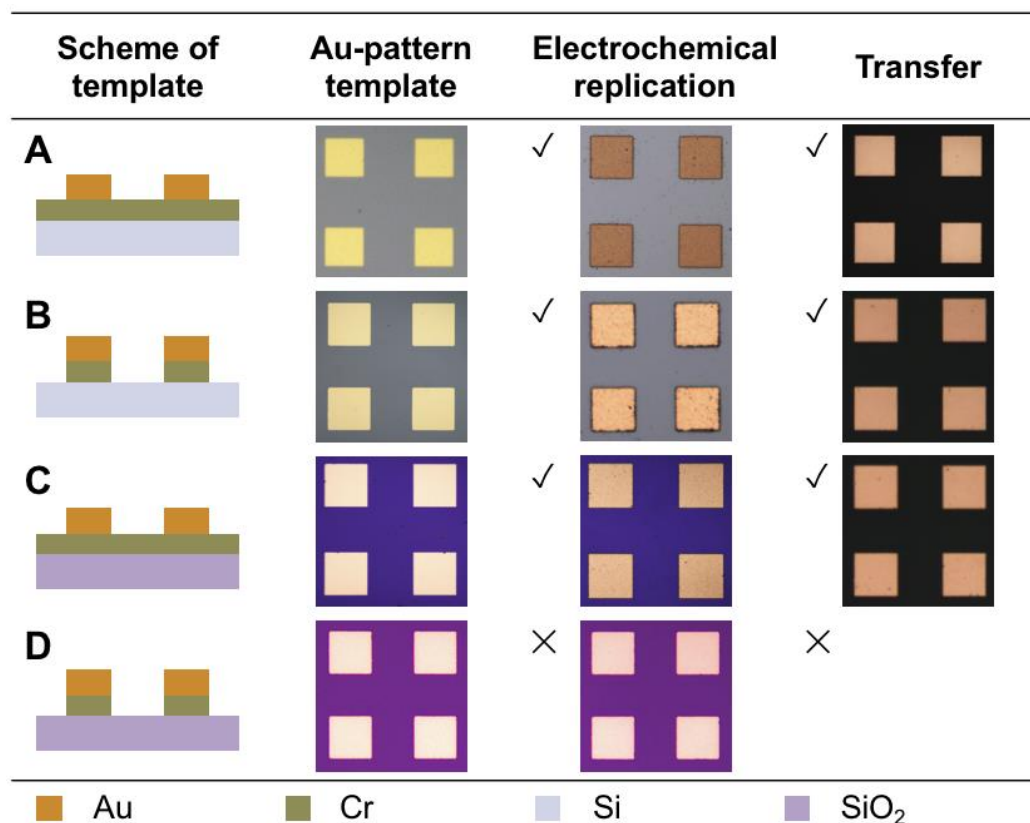 Scheme of template
Au-pattern template
Electrochemical replication
Transfer
A
✓
✓
B
✓
✓
C
✓
✓
D
✕
✕
Au
Cr
Si
SiO₂